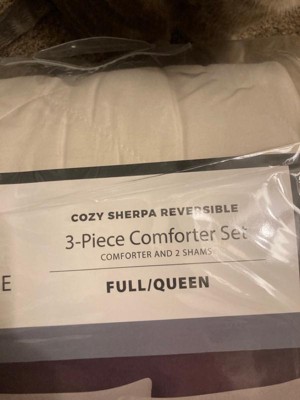 COZY SHERPA REVERSIBLE
3-Piece Comforter Set
COMFORTER AND 2 SHAMS
E
FULL/QUEEN